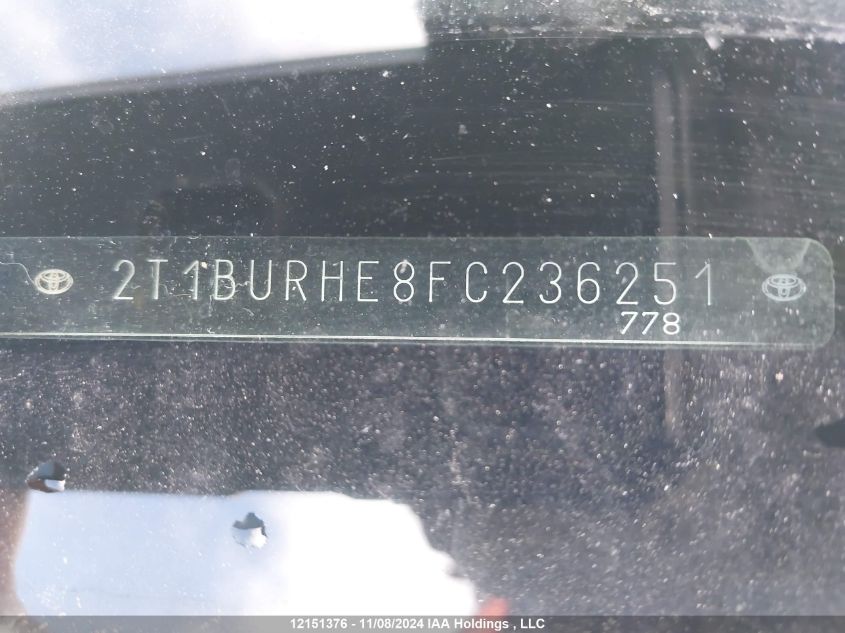 2T1BURHE8FC236251
778
12151376 - 11/08/2024 IAA Holdings , LLC